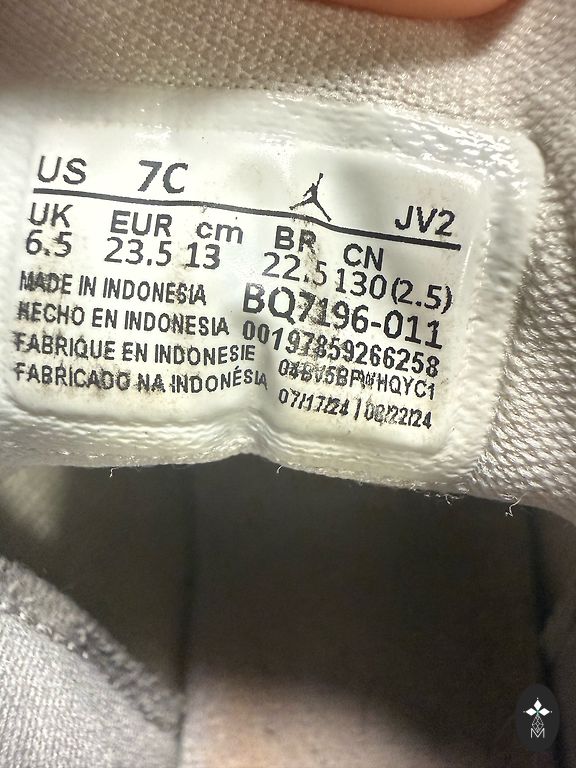 US 7C JV2
UK EUR cm BR CN
6.5 23.5 13 22.5 130(2.5)
MADE IN INDONESIA
HECHO EN INDONESIA
FABRIQUE EN INDONESIE
FABRICADO NA INDONÉSIA
BQ7196-011
00197859266258
07/17/24 | 08/22/24
M